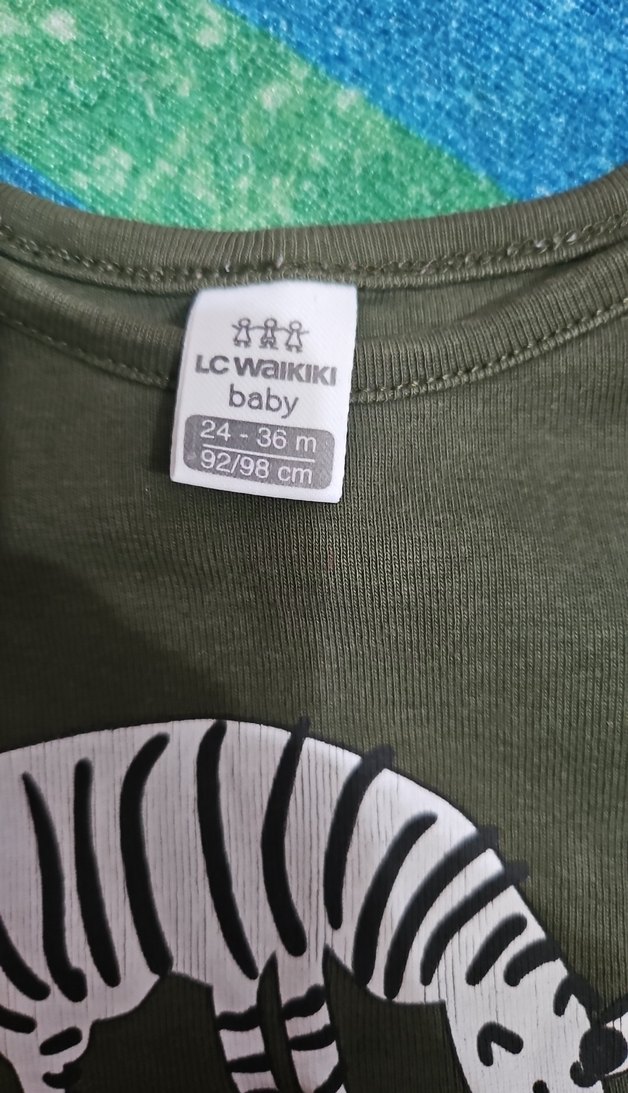 LC WAIKIKI
baby
24 - 36 m
92/98 cm